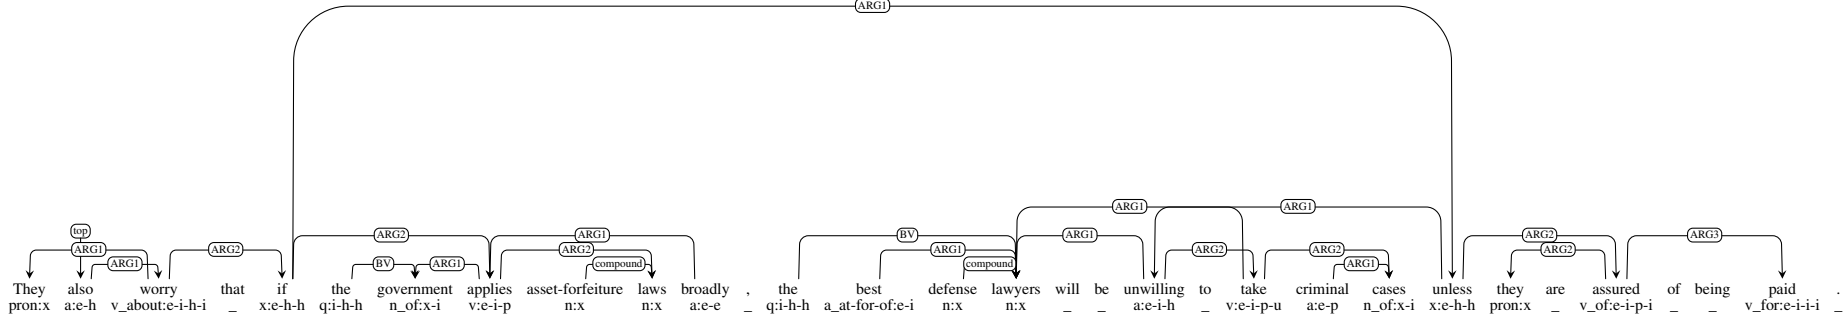 ARG1
ARG1 ARG1
top ARG2 ARG1 BV ARG1 ARG2 ARG3
ARG1 ARG2 ARG2 ARG1 ARG2 ARG2 ARG2
ARG1 BV ARG1 compound compound ARG1
They also worry that if the government applies asset-forfeiture laws broadly , the best defense lawyers will be unwilling to take criminal cases unless they are assured of being paid .
pron:x a:e-h v_about:e-i-h-i _ x:e-h-h q:i-h-h n_of:x-i v:e-i-p n:x n:x a:e-e _ q:i-h-h a_at-for-of:e-i n:x n:x _ _ a:e-i-h _ v:e-i-p-u a:e-p n_of:x-i x:e-h-h pron:x _ v_of:e-i-p-i _ _ v_for:e-i-i-i _